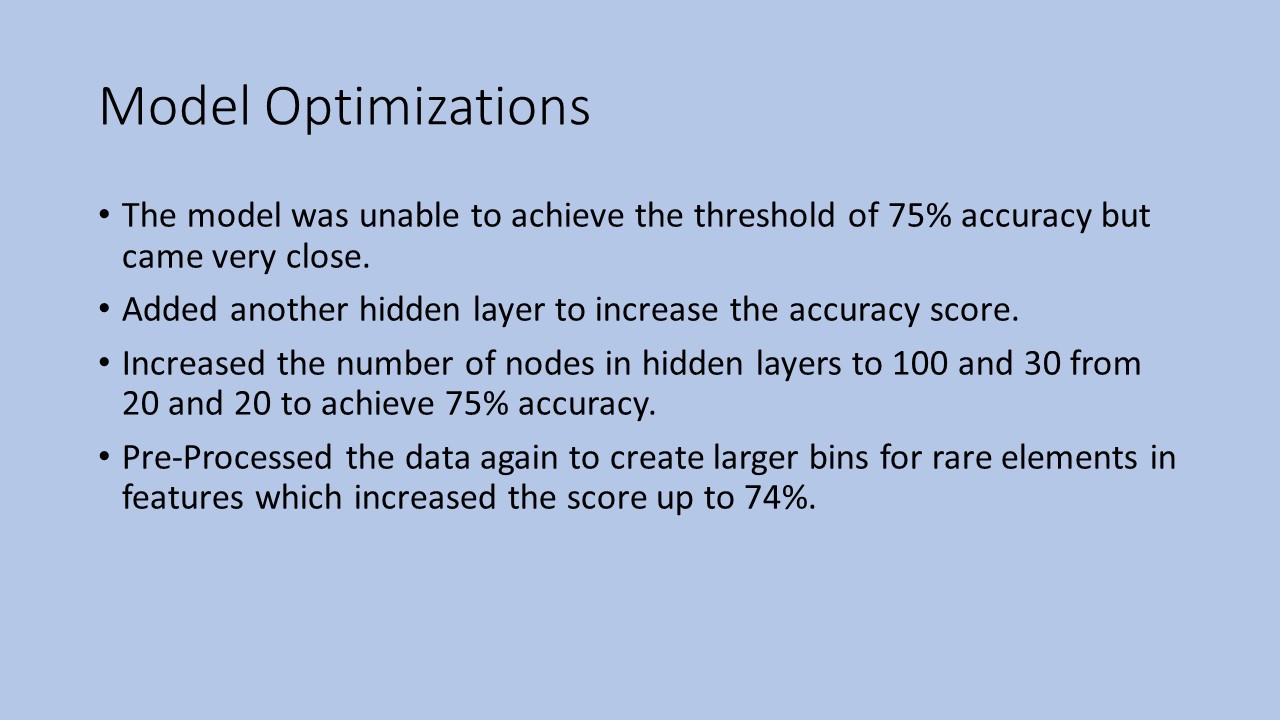 Model Optimizations
• The model was unable to achieve the threshold of 75% accuracy but
came very close.
• Added another hidden layer to increase the accuracy score.
• Increased the number of nodes in hidden layers to 100 and 30 from
20 and 20 to achieve 75% accuracy.
• Pre-Processed the data again to create larger bins for rare elements in
features which increased the score up to 74%.